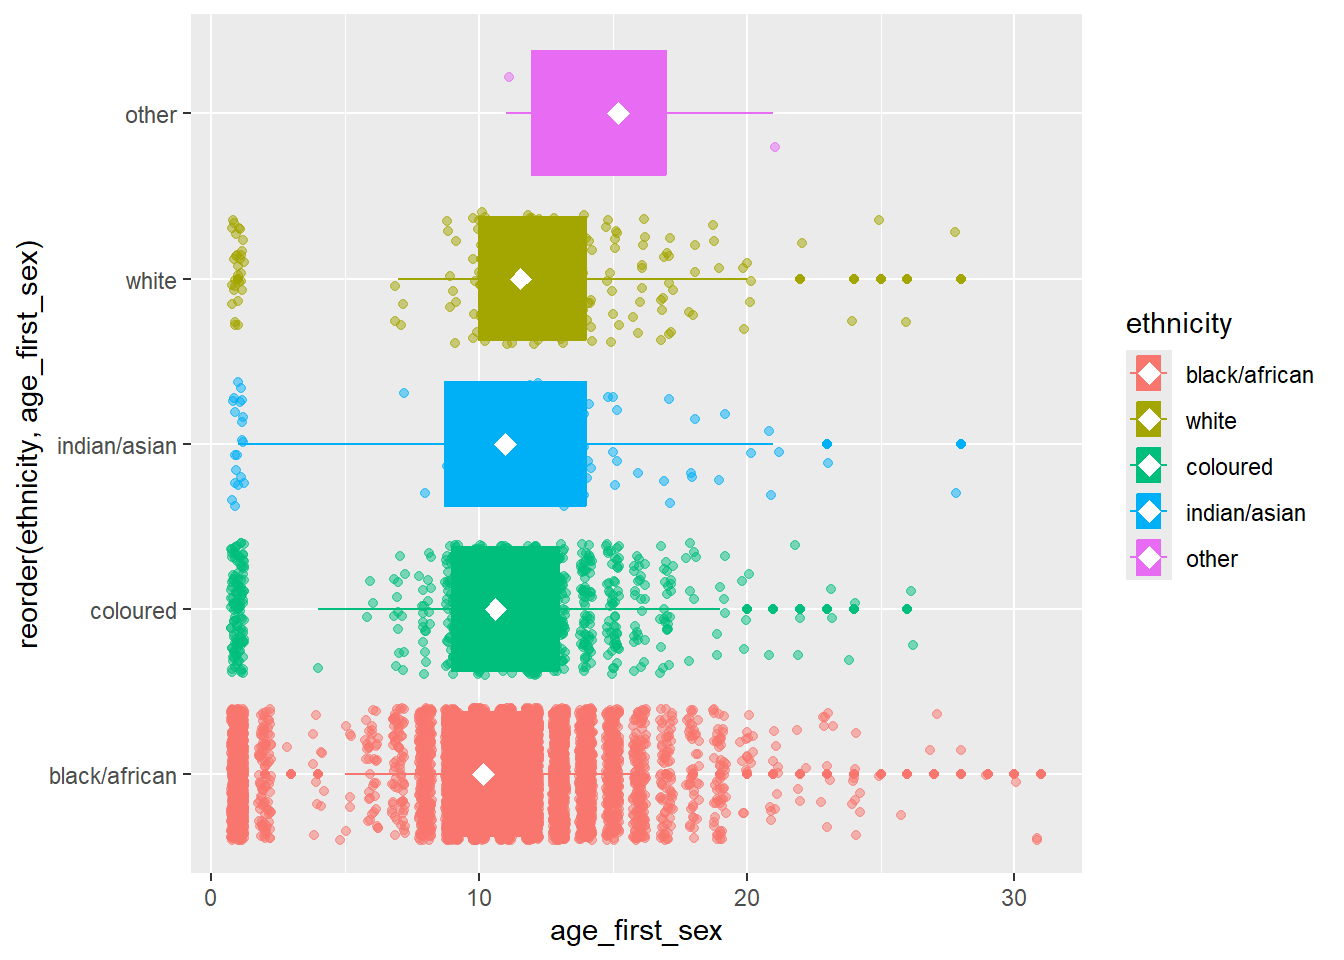 reorder(ethnicity, age_first_sex)
other
white
indian/asian
coloured
black/african
0
10
20
30
age_first_sex
ethnicity
black/african
white
coloured
indian/asian
other